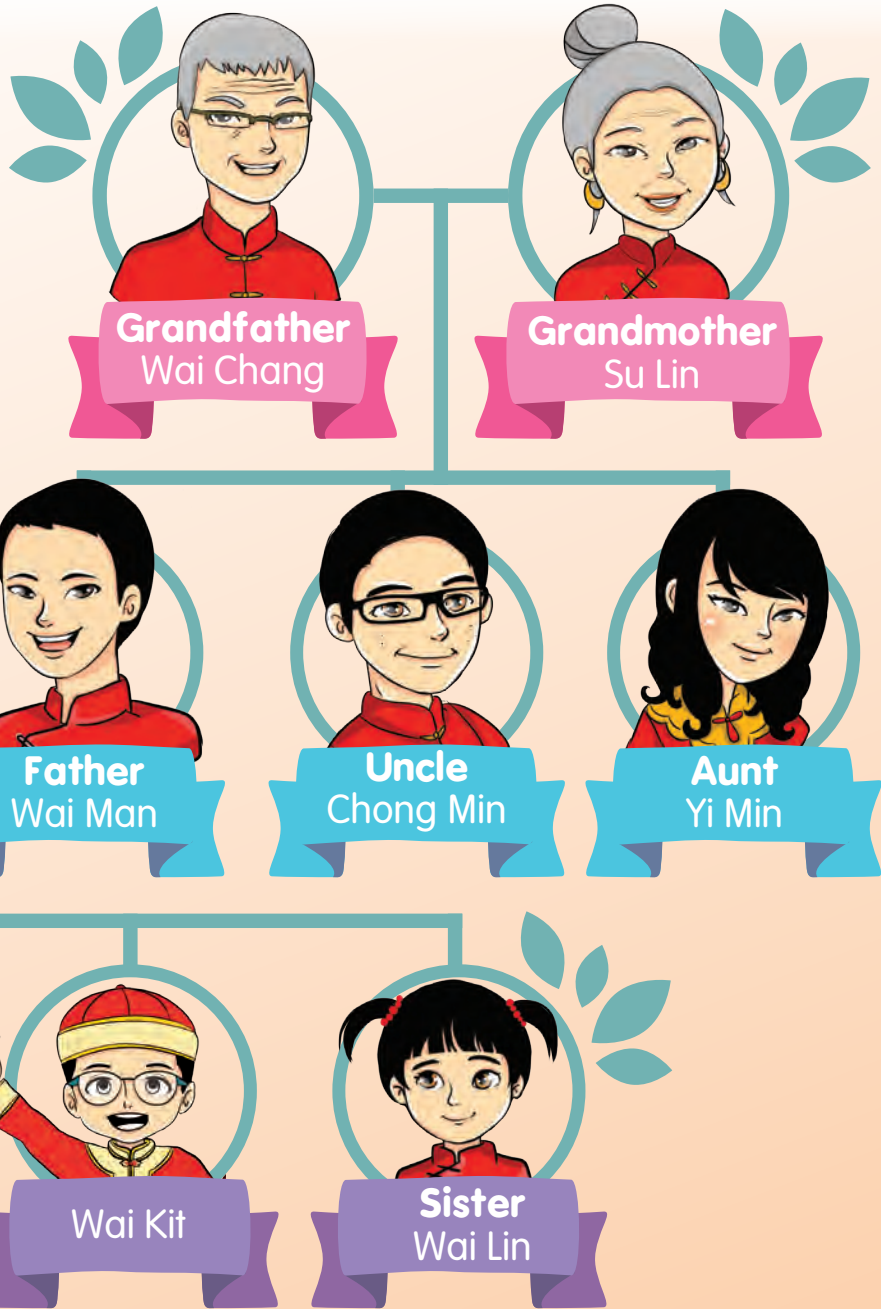 Grandfather
Wai Chang
Grandmother
Su Lin
Father
Wai Man
Uncle
Chong Min
Aunt
Yi Min
Wai Kit
Sister
Wai Lin